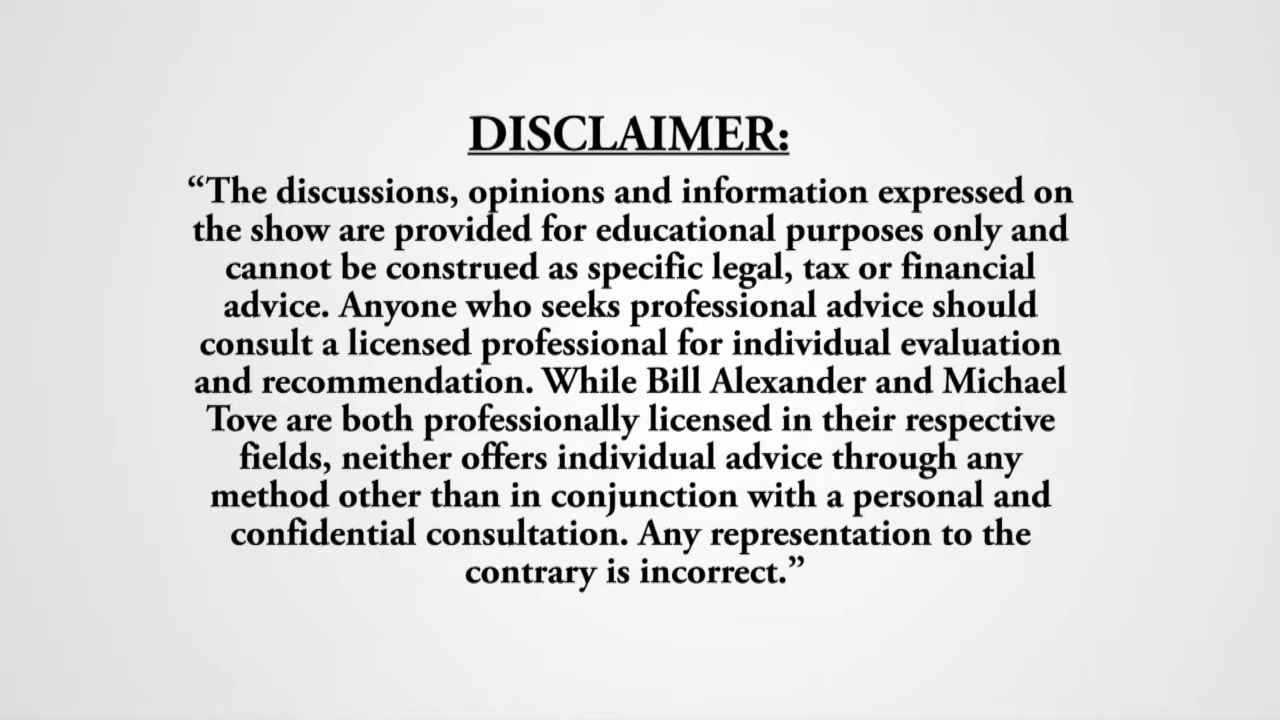 DISCLAIMER:
“The discussions, opinions and information expressed on
the show are provided for educational purposes only and
cannot be construed as specific legal, tax or financial
advice. Anyone who seeks professional advice should
consult a licensed professional for individual evaluation
and recommendation. While Bill Alexander and Michael
Tove are both professionally licensed in their respective
fields, neither offers individual advice through any
method other than in conjunction with a personal and
confidential consultation. Any representation to the
contrary is incorrect.”